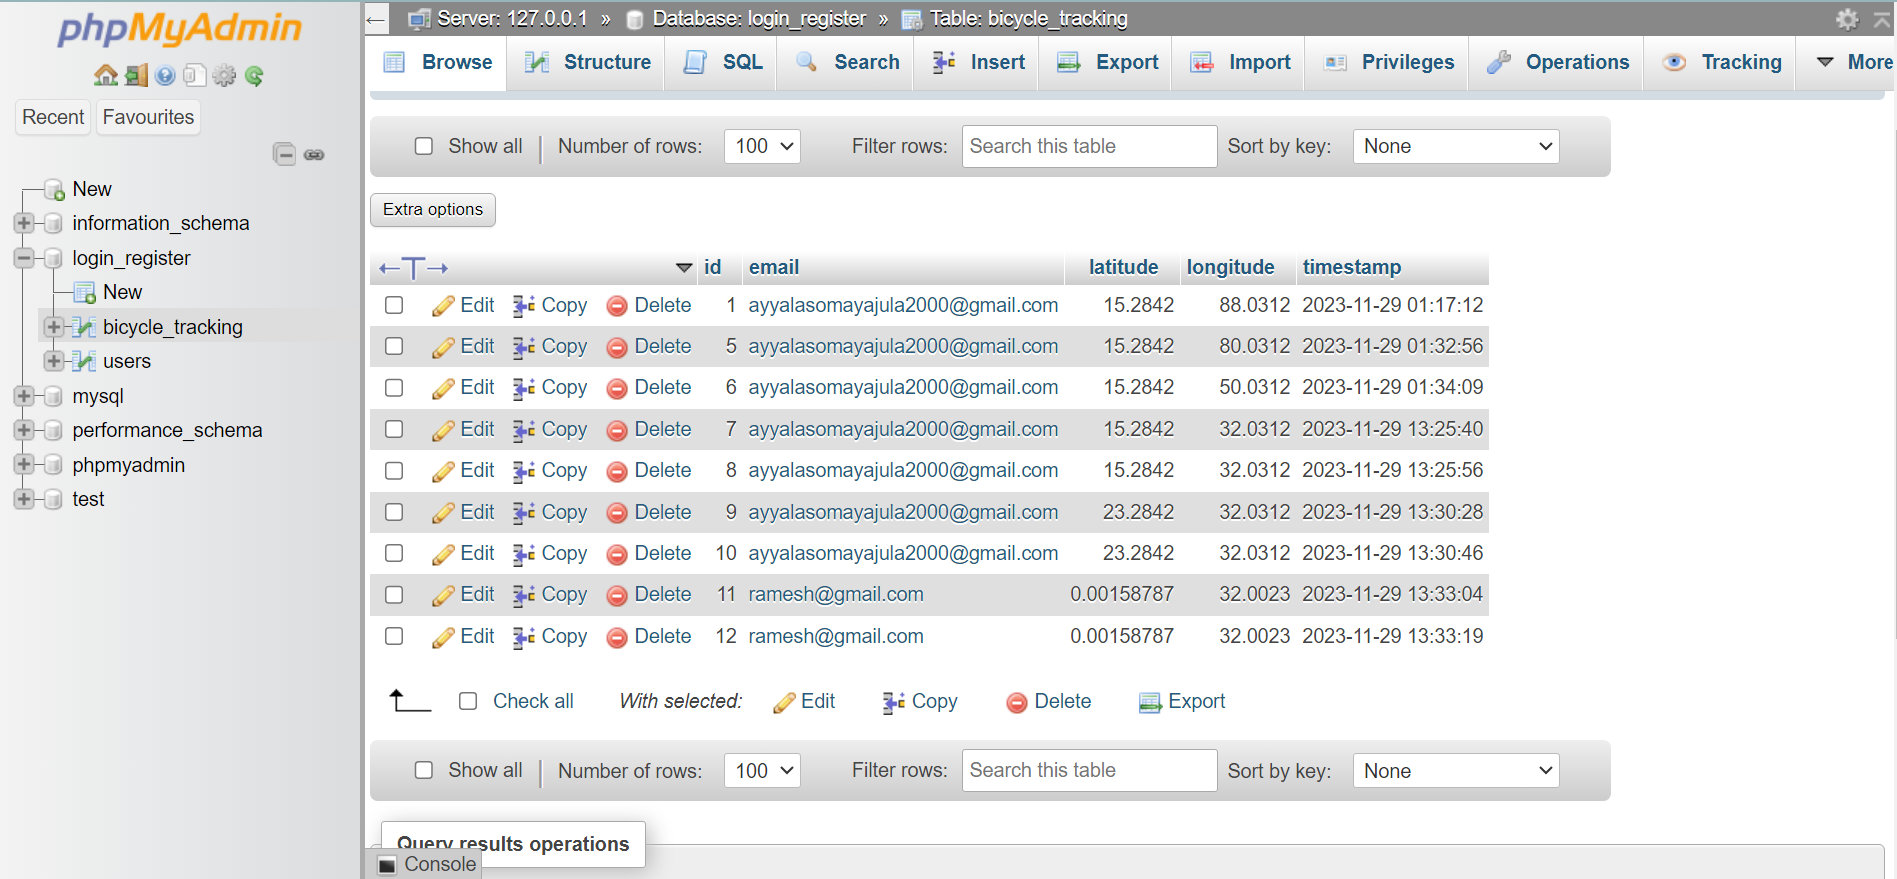 phpMyAdmin
Recent Favourites
New
information_schema
login_register
New
bicycle_tracking
users
mysql
performance_schema
phpmyadmin
test
Server: 127.0.0.1 » Database: login_register » Table: bicycle_tracking
Browse Structure SQL Search Insert Export Import Privileges Operations Tracking More
Show all Number of rows: 100 Filter rows: Search this table Sort by key: None
Extra options
id email latitude longitude timestamp
Edit Copy Delete 1 ayyalasomayajula2000@gmail.com 15.2842 88.0312 2023-11-29 01:17:12
Edit Copy Delete 5 ayyalasomayajula2000@gmail.com 15.2842 80.0312 2023-11-29 01:32:56
Edit Copy Delete 6 ayyalasomayajula2000@gmail.com 15.2842 50.0312 2023-11-29 01:34:09
Edit Copy Delete 7 ayyalasomayajula2000@gmail.com 15.2842 32.0312 2023-11-29 13:25:40
Edit Copy Delete 8 ayyalasomayajula2000@gmail.com 15.2842 32.0312 2023-11-29 13:25:56
Edit Copy Delete 9 ayyalasomayajula2000@gmail.com 23.2842 32.0312 2023-11-29 13:30:28
Edit Copy Delete 10 ayyalasomayajula2000@gmail.com 23.2842 32.0312 2023-11-29 13:30:46
Edit Copy Delete 11 ramesh@gmail.com 0.00158787 32.0023 2023-11-29 13:33:04
Edit Copy Delete 12 ramesh@gmail.com 0.00158787 32.0023 2023-11-29 13:33:19
Check all With selected: Edit Copy Delete Export
Show all Number of rows: 100 Filter rows: Search this table Sort by key: None
Query results operations
Console